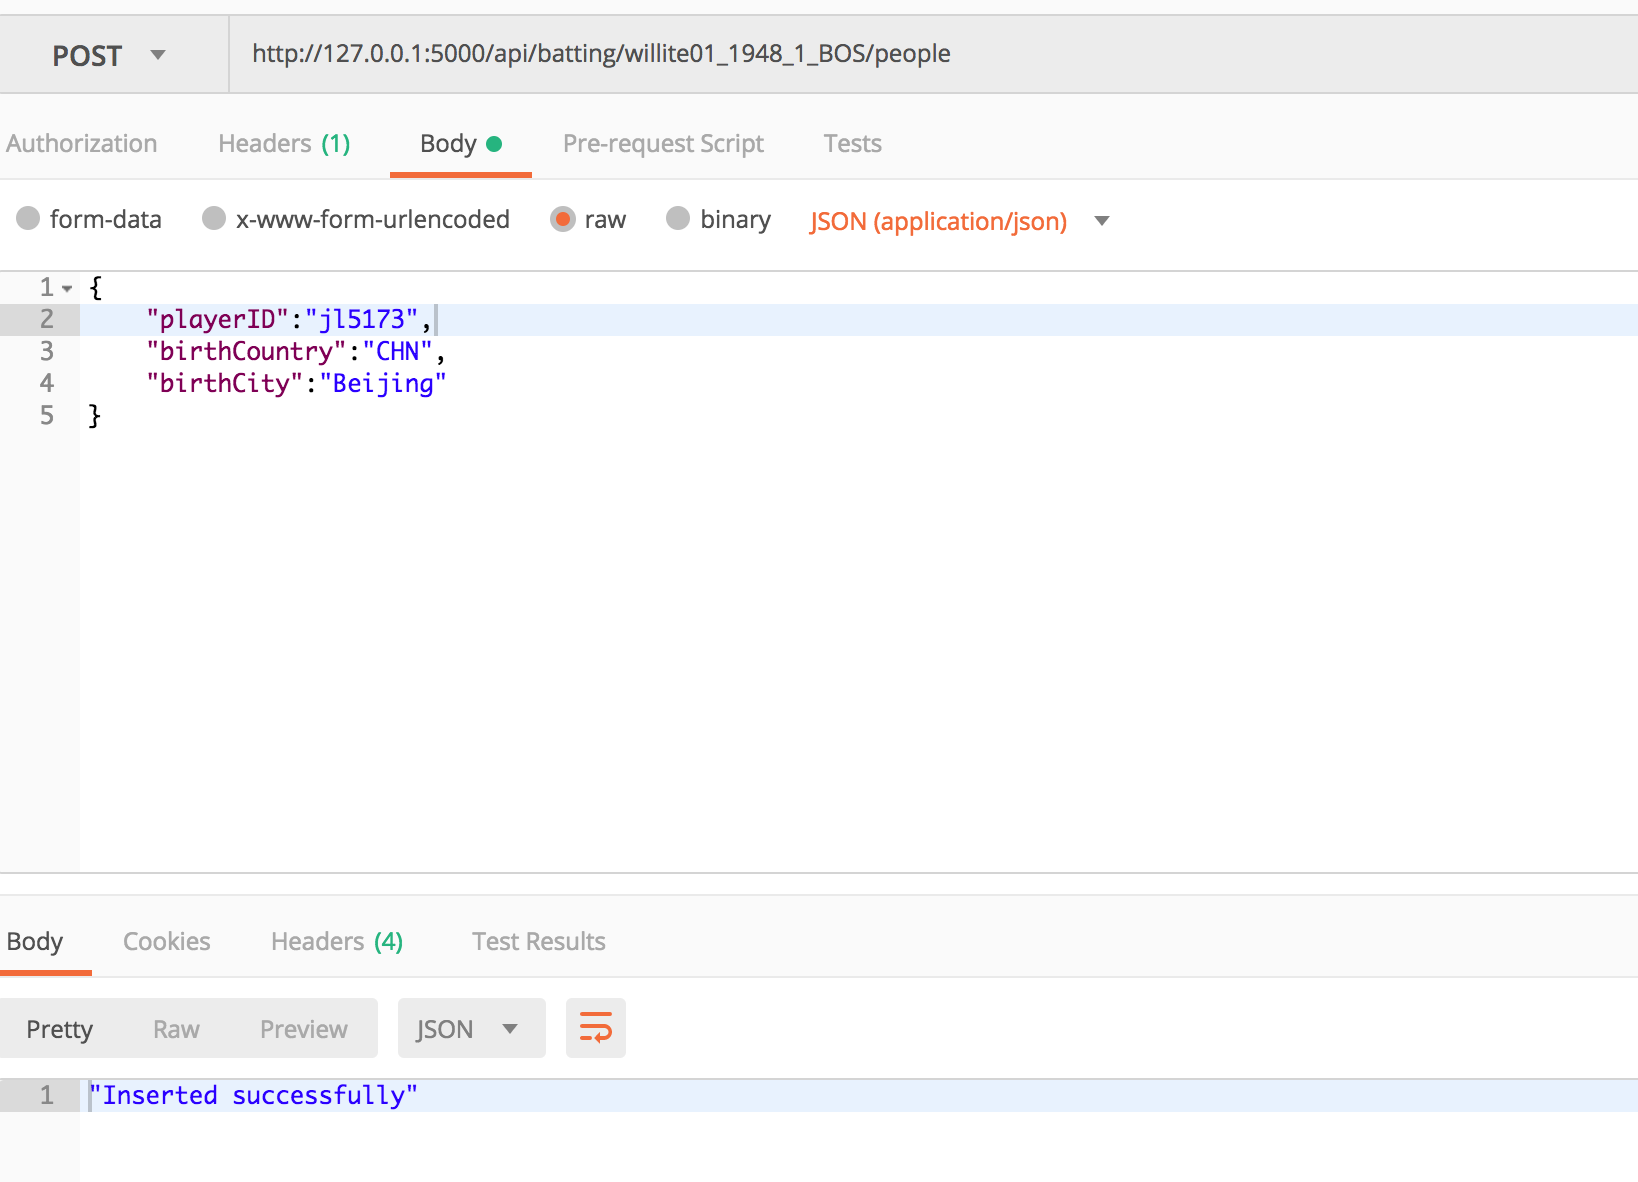 POST http://127.0.0.1:5000/api/batting/willite01_1948_1_BOS/people
Authorization Headers (1) Body Pre-request Script Tests
form-data x-www-form-urlencoded raw binary JSON (application/json)
1 {
2 "playerID":"jl5173",
3 "birthCountry":"CHN",
4 "birthCity":"Beijing"
5 }
Body Cookies Headers (4) Test Results
Pretty Raw Preview JSON
1 "Inserted successfully"